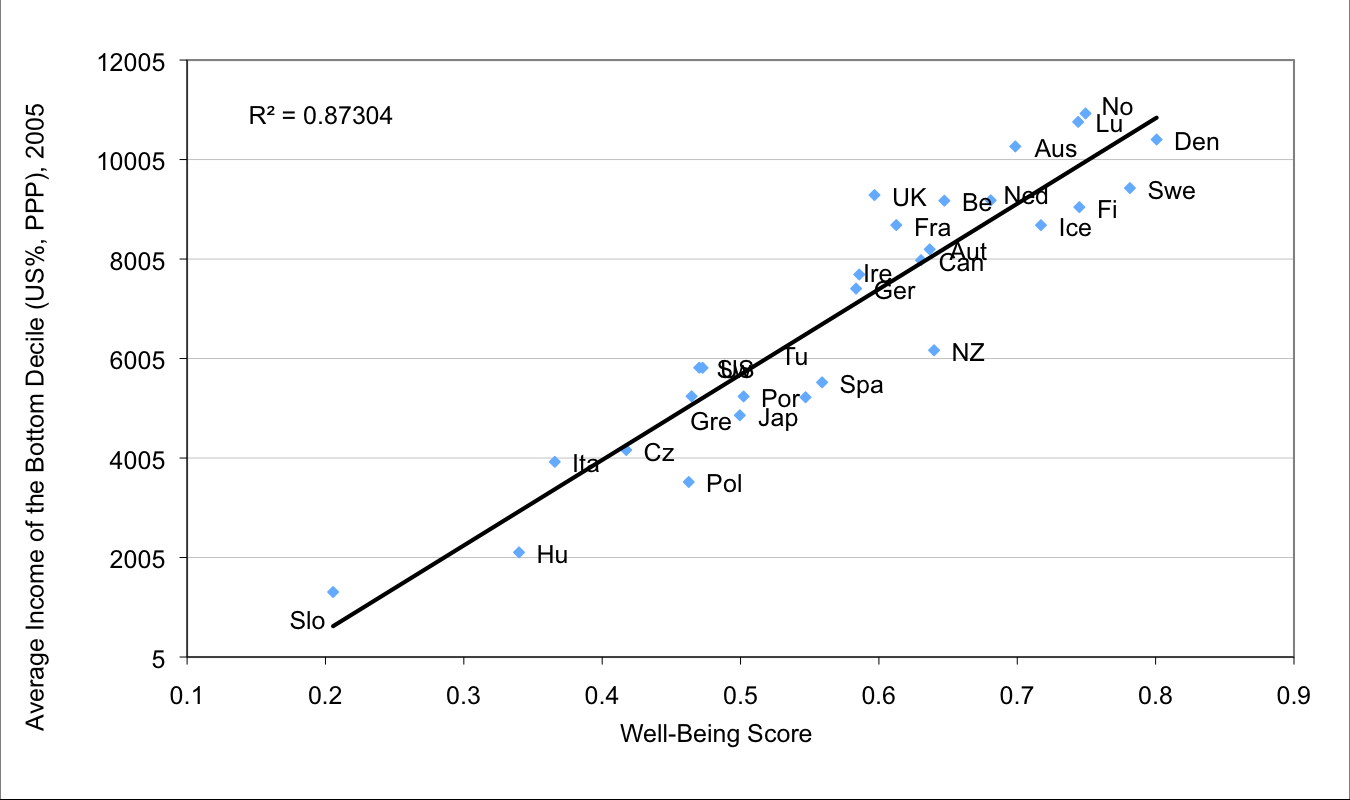 12005
R² = 0.87304
No
Lu
Den
Aus
10005
Swe
UK
Be
Ned
Fi
Fra
Ice
Aut
8005
Can
Ire
Ger
6005
Tu
NZ
US
Spa
Por
Gre
Jap
4005
Ita
Cz
Pol
2005
Hu
Slo
5
0.1 0.2 0.3 0.4 0.5 0.6 0.7 0.8 0.9
Well-Being Score
Average Income of the Bottom Decile (US%, PPP), 2005